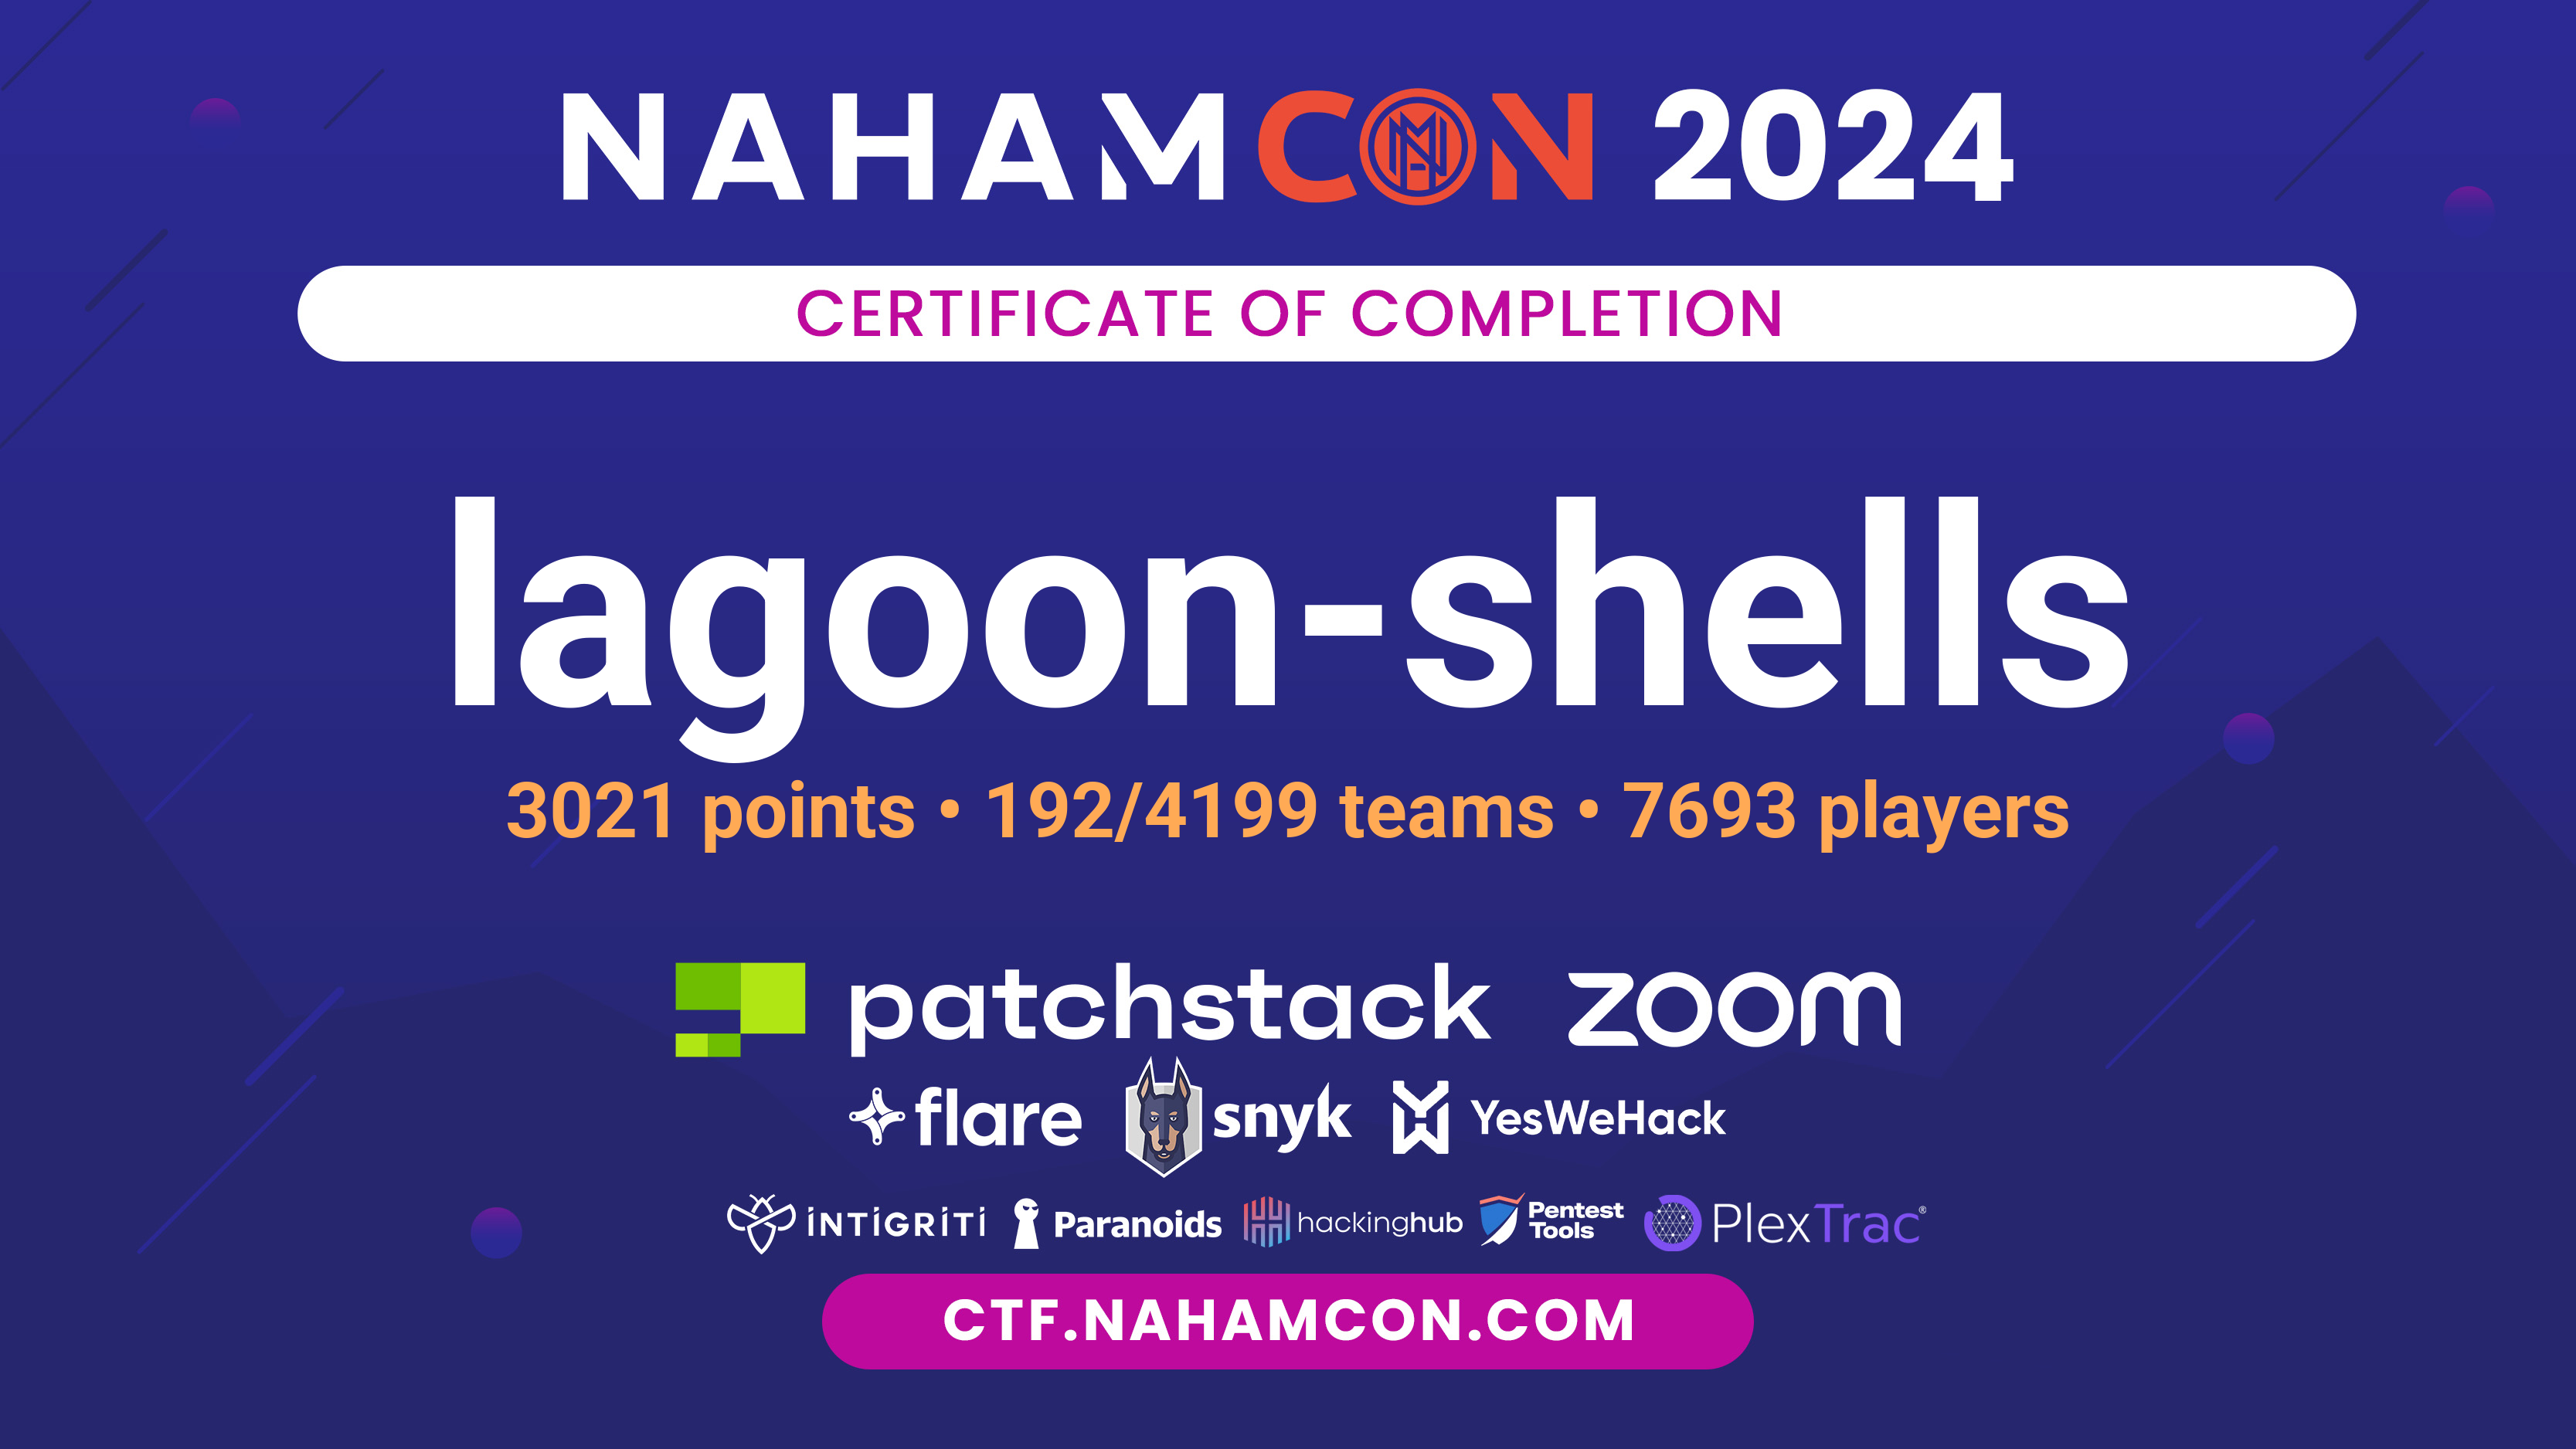 NAHAMCON 2024
CERTIFICATE OF COMPLETION
lagoon-shells
3021 points • 192/4199 teams • 7693 players
patchstack zoom
flare snyk YesWeHack
INTIGRITI Paranoids hackinghub Pentest Tools PlexTrac®
CTF.NAHAMCON.COM